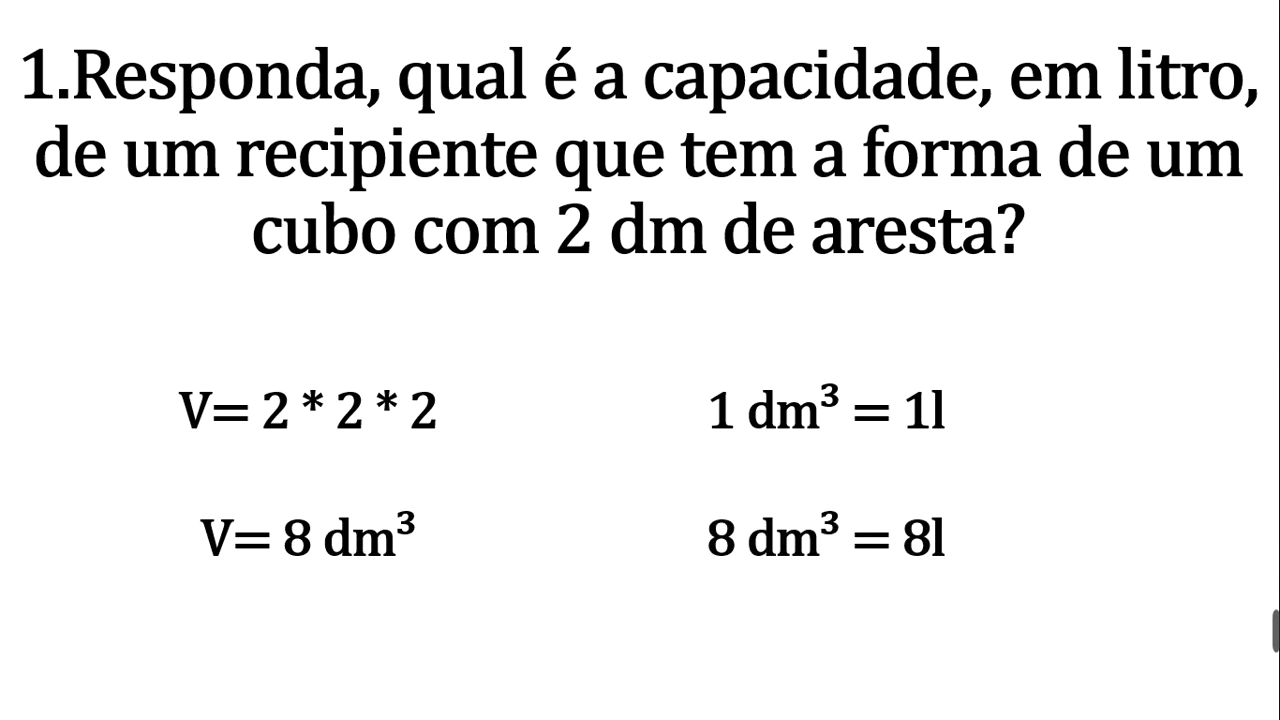 1.Responda, qual é a capacidade, em litro,
de um recipiente que tem a forma de um
cubo com 2 dm de aresta?
V= 2 * 2 * 2
1 dm³ = 1l
V= 8 dm³
8 dm³ = 8l